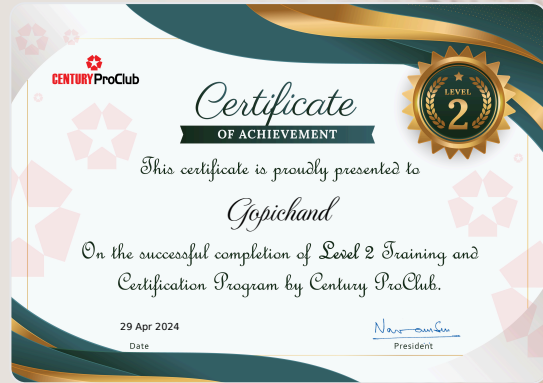 CENTURY ProClub
Certificate
OF ACHIEVEMENT
LEVEL
2
This certificate is proudly presented to
Gopichand
On the successful completion of Level 2 Training and
Certification Program by Century ProClub.
29 Apr 2024
Date
President